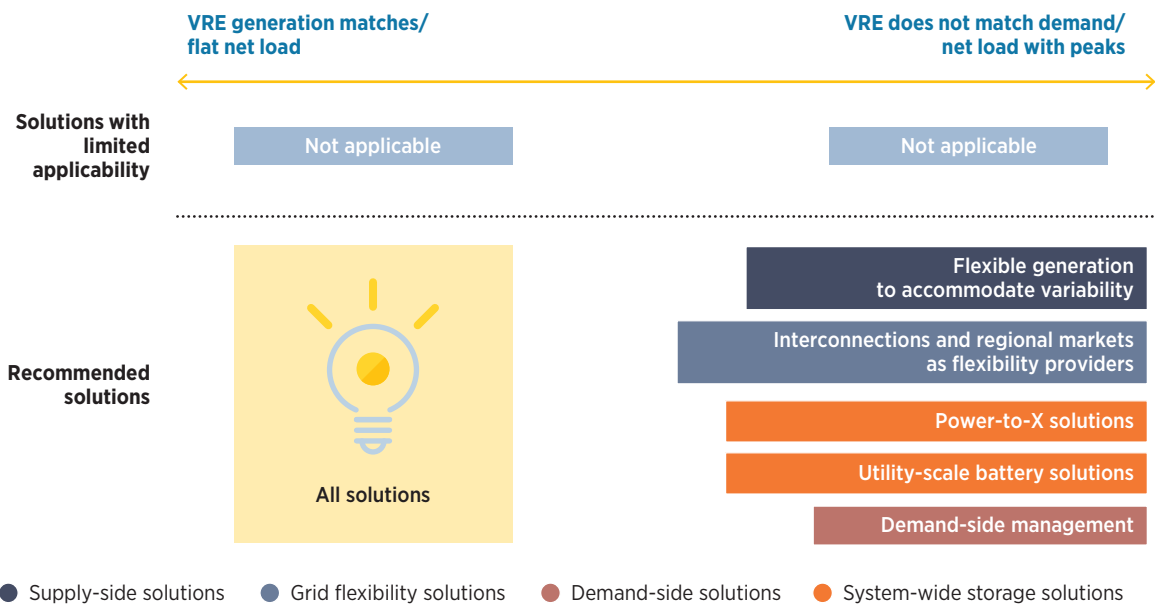 VRE generation matches/
flat net load
VRE does not match demand/
net load with peaks
Solutions with
limited
applicability
Not applicable
Not applicable
Recommended
solutions
All solutions
Flexible generation
to accommodate variability
Interconnections and regional markets
as flexibility providers
Power-to-X solutions
Utility-scale battery solutions
Demand-side management
Supply-side solutions
Grid flexibility solutions
Demand-side solutions
System-wide storage solutions